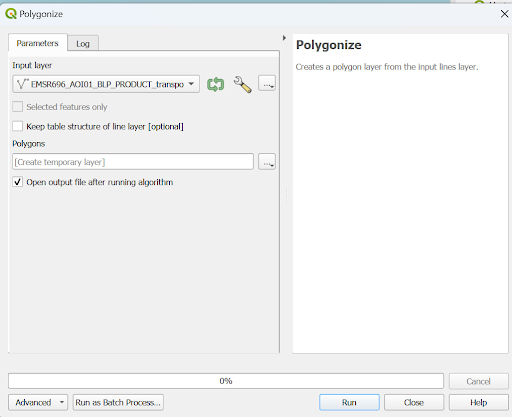 Polygonize
Parameters
Log
Input layer
EMSR696_AOI01_BLP_PRODUCT_transpo
...
Selected features only
Keep table structure of line layer [optional]
Polygons
[Create temporary layer]
...
Open output file after running algorithm
Polygonize
Creates a polygon layer from the input lines layer.
0%
Cancel
Advanced
Run as Batch Process...
Run
Close
Help